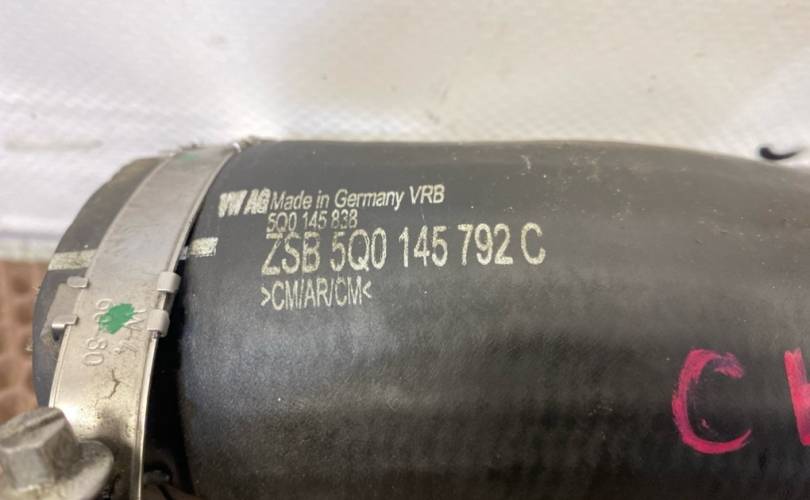 VW AG Made in Germany VRB
5Q0 145 838
ZSB 5Q0 145 792 C
>CM/AR/CM<
C